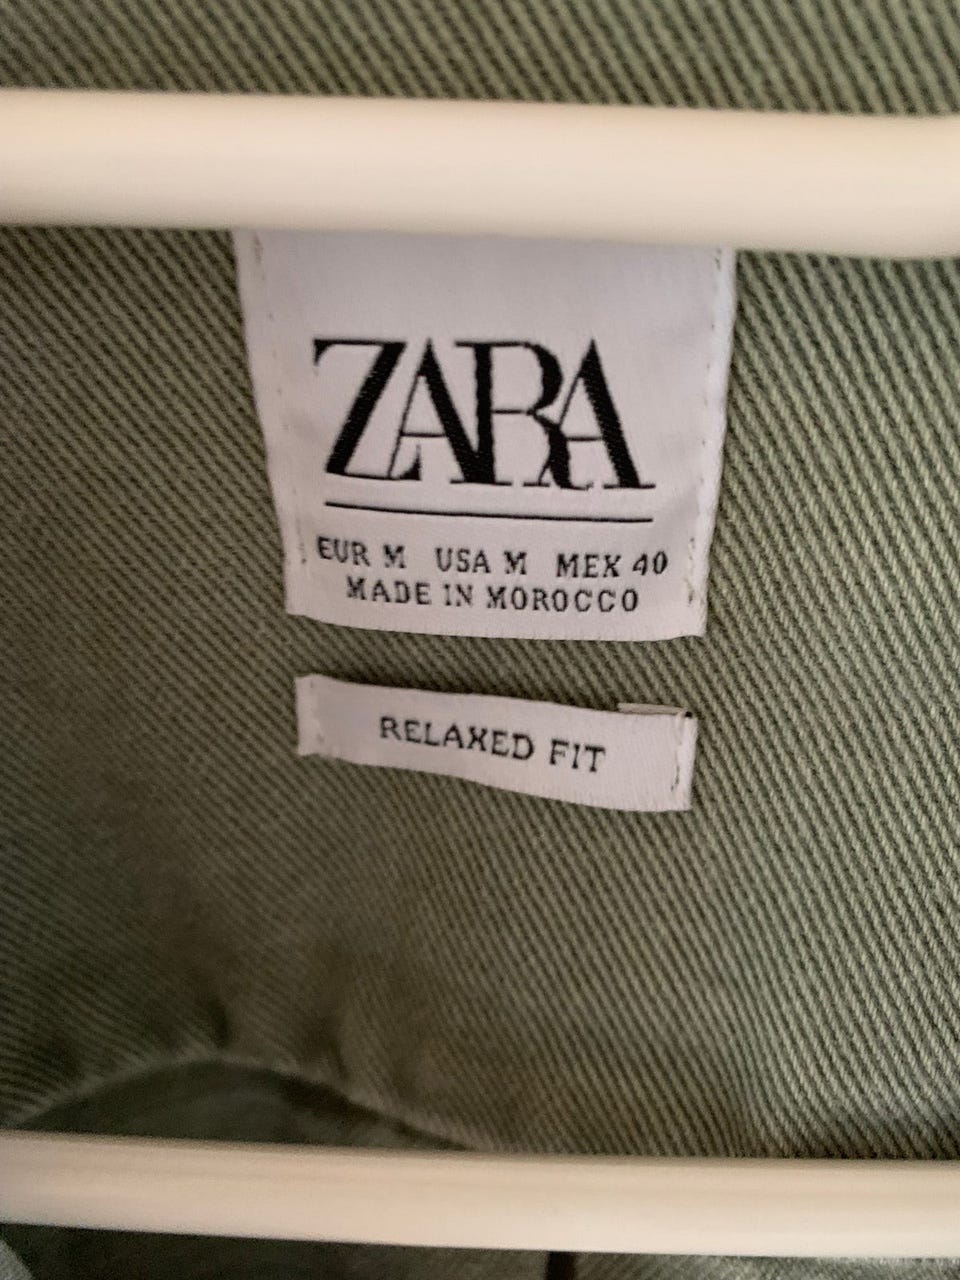 ZARA
EUR M USA M MEX 40
MADE IN MOROCCO
RELAXED FIT